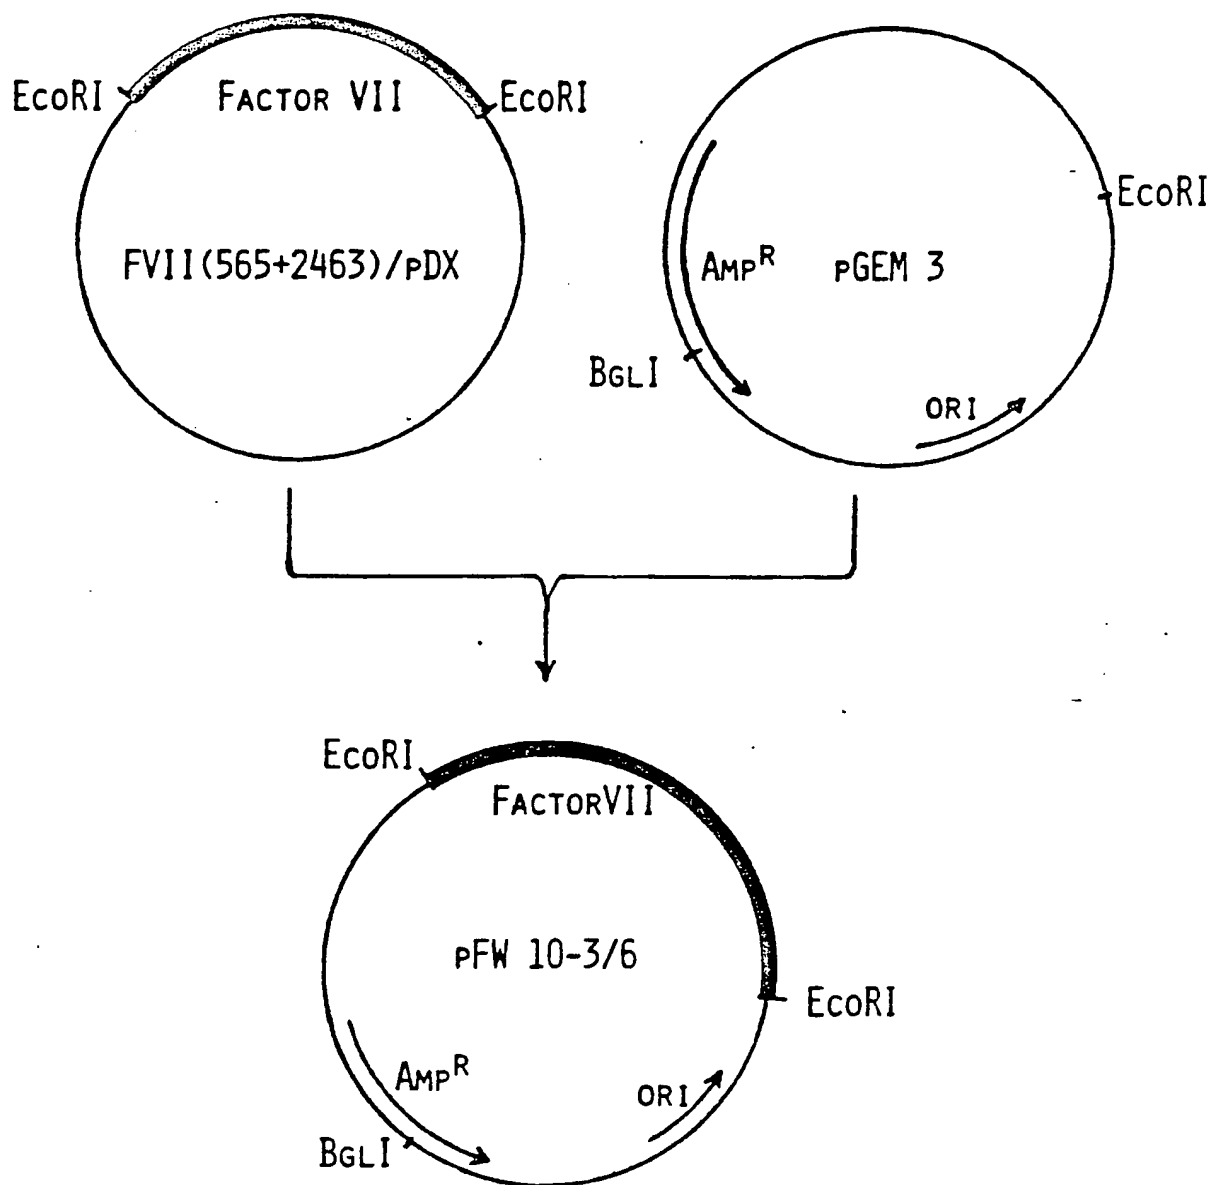 EcoRI
Factor VII
EcoRI
FVII(565+2463)/pDX
EcoRI
AmpR
pGEM 3
BglI
ori
EcoRI
FactorVII
pFW 10-3/6
EcoRI
AmpR
ori
BglI